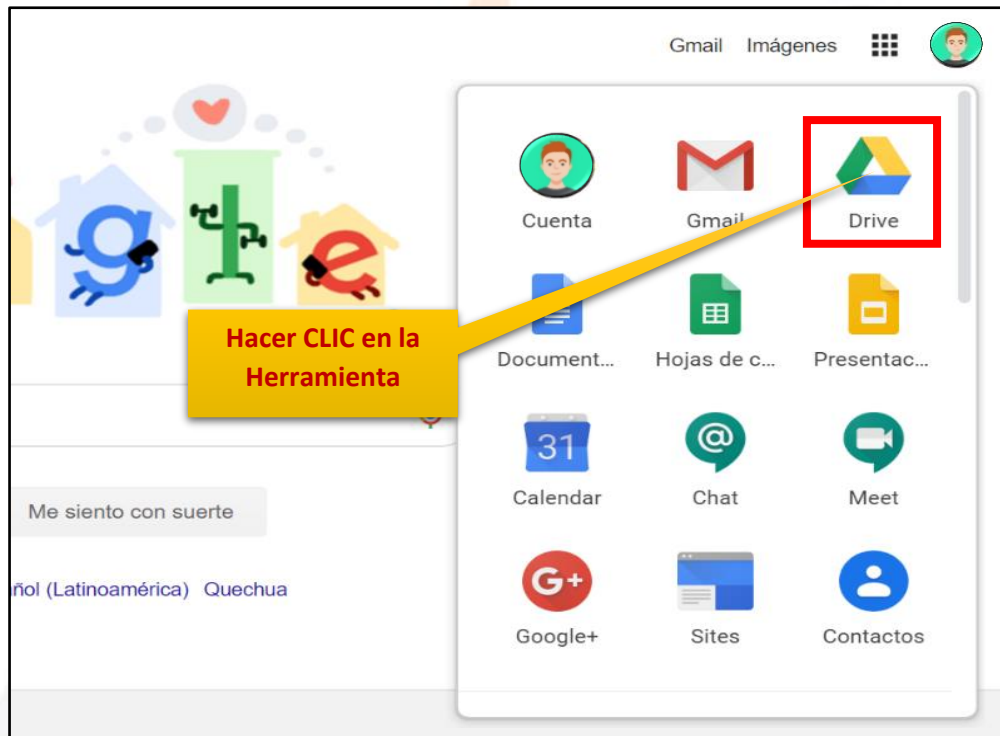 Gmail Imágenes
g l e
Cuenta Gmail Drive
Hacer CLIC en la
Herramienta
Document... Hojas de c... Presentac...
31 @
Calendar Chat Meet
Me siento con suerte
ñol (Latinoamérica) Quechua
G+
Google+ Sites Contactos